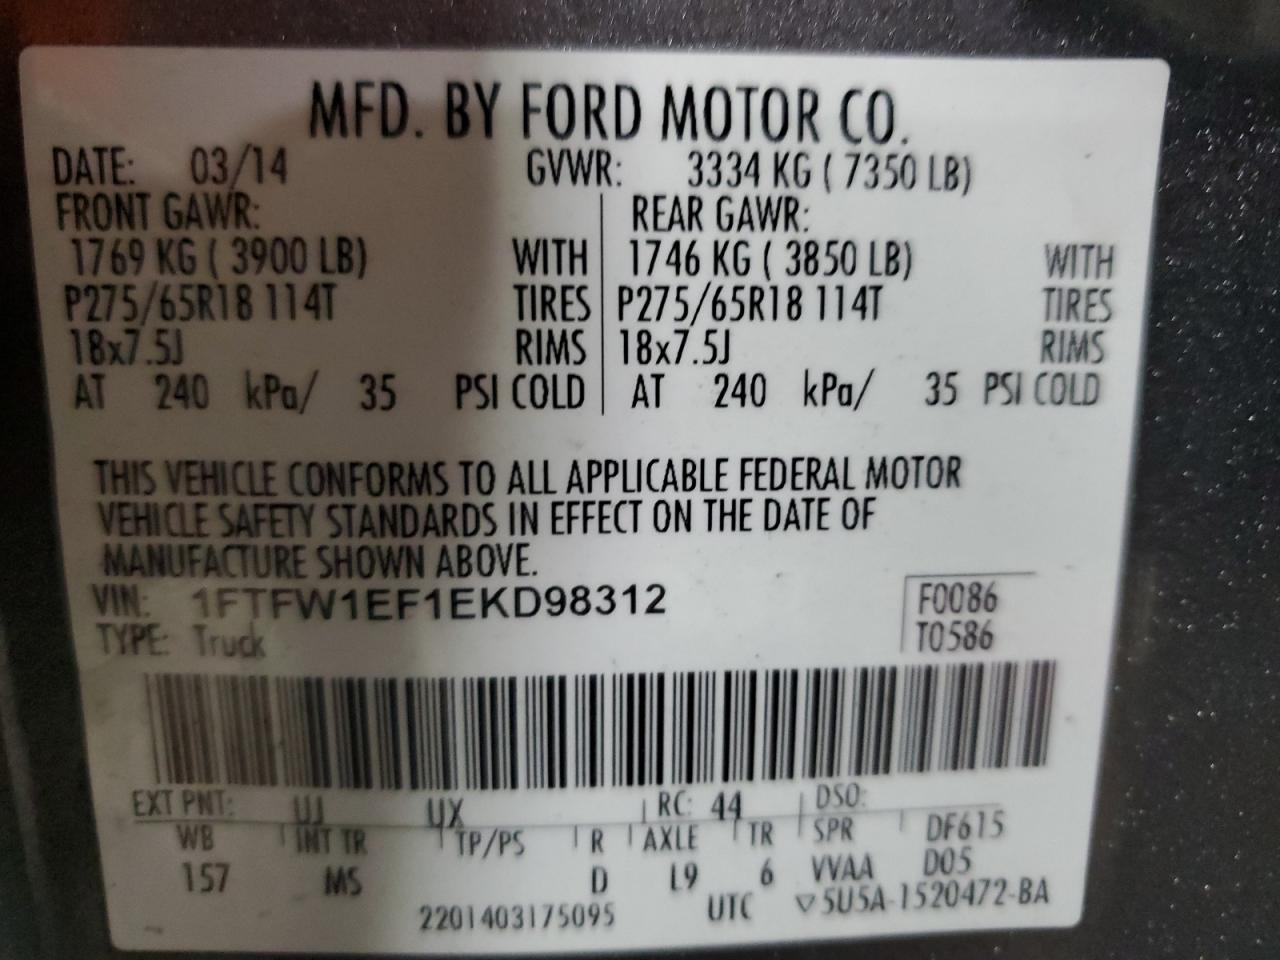 MFD. BY FORD MOTOR CO.
DATE: 03/14 GVWR: 3334 KG ( 7350 LB)
FRONT GAWR: REAR GAWR:
1769 KG ( 3900 LB) WITH 1746 KG ( 3850 LB) WITH
P275/65R18 114T TIRES P275/65R18 114T TIRES
18x7.5J RIMS 18x7.5J RIMS
AT 240 kPa/ 35 PSI COLD AT 240 kPa/ 35 PSI COLD
THIS VEHICLE CONFORMS TO ALL APPLICABLE FEDERAL MOTOR
VEHICLE SAFETY STANDARDS IN EFFECT ON THE DATE OF
MANUFACTURE SHOWN ABOVE.
VIN: 1FTFW1EF1EKD98312 F0086
TYPE: Truck T0586
EXT PNT: UJ UX RC: 44 DSO:
WB INT TR TP/PS R AXLE TR SPR DF615
157 MS D L9 6 VVAA D05
2201403175095 UTC ▽5U5A-1520472-BA